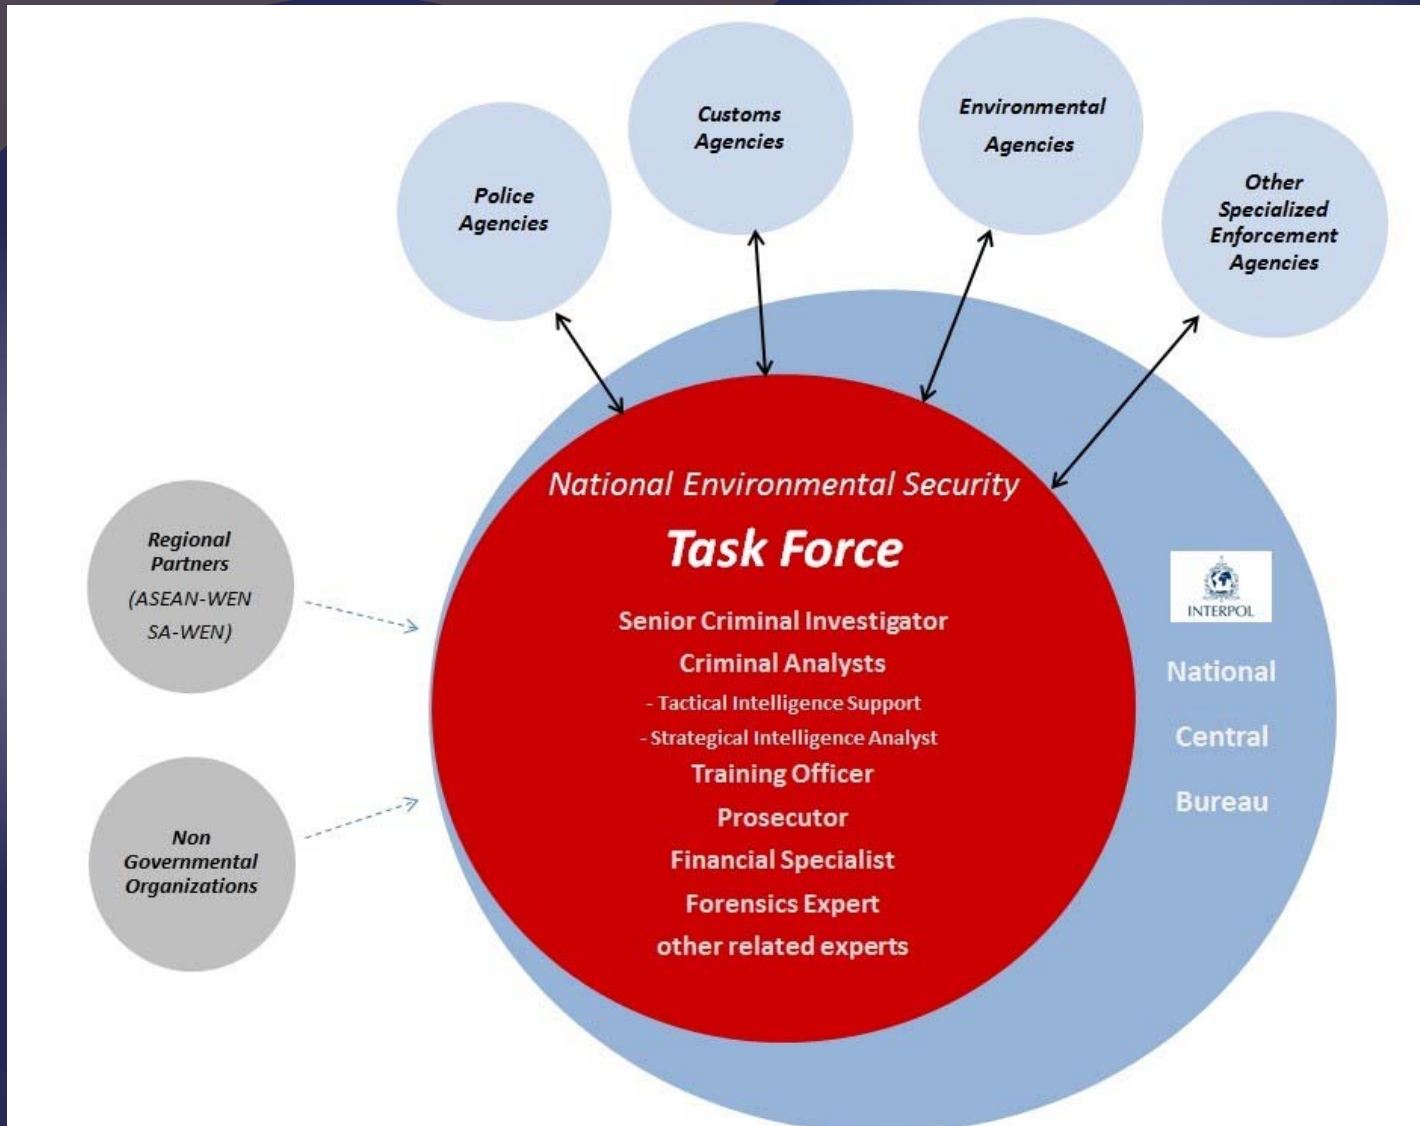 Police
Agencies
Customs
Agencies
Environmental
Agencies
Other
Specialized
Enforcement
Agencies
Regional
Partners
(ASEAN-WEN
SA-WEN)
Non
Governmental
Organizations
National Environmental Security
Task Force
Senior Criminal Investigator
Criminal Analysts
- Tactical Intelligence Support
- Strategical Intelligence Analyst
Training Officer
Prosecutor
Financial Specialist
Forensics Expert
other related experts
INTERPOL
National
Central
Bureau